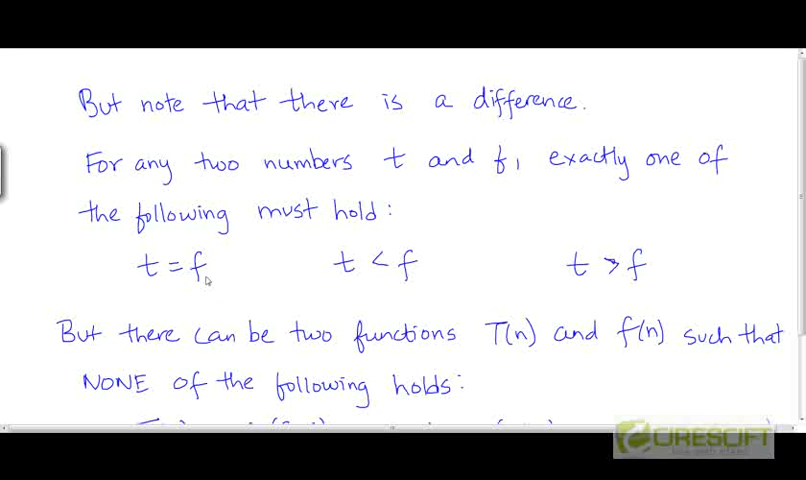 But note that there is a difference.
For any two numbers t and f, exactly one of
the following must hold:
t = f t < f t > f
But there can be two functions T(n) and f(n) such that
NONE of the following holds:
CIRESOFT